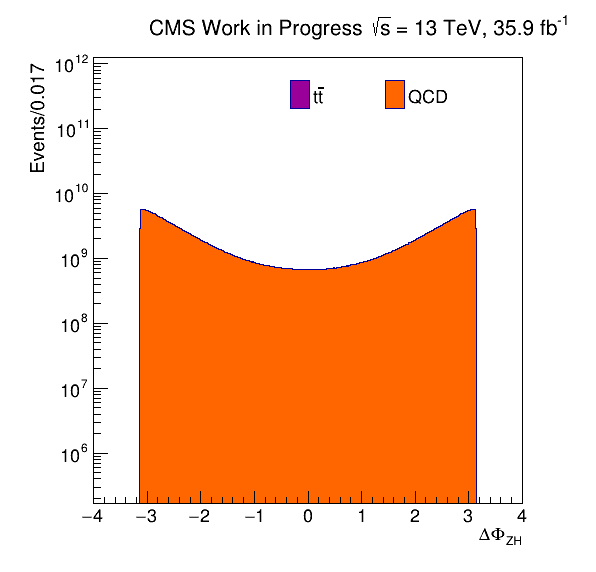 CMS Work in Progress √s = 13 TeV, 35.9 fb⁻¹
Events/0.017
tt̄
QCD
10¹²
10¹¹
10¹⁰
10⁹
10⁸
10⁷
10⁶
−4 −3 −2 −1 0 1 2 3 4
ΔΦ_ZH